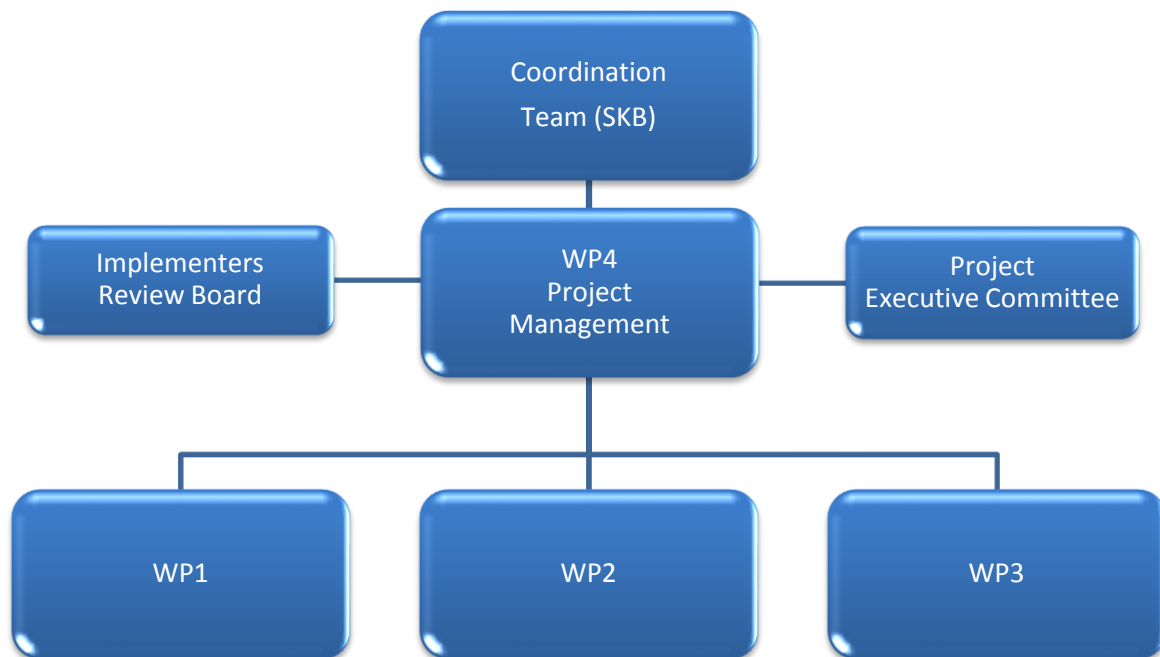 Coordination
Team (SKB)
Implementers
Review Board
WP4
Project
Management
Project
Executive Committee
WP1
WP2
WP3